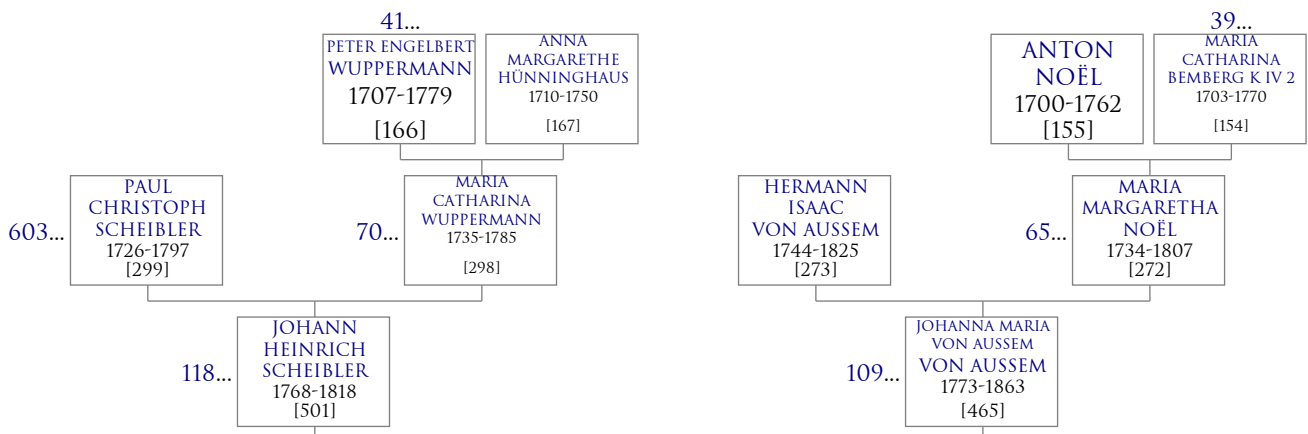 41...
PETER ENGELBERT
WUPPERMANN
1707-1779
[166]
ANNA
MARGARETHE
HÜNNINGHAUS
1710-1750
[167]
ANTON
NOËL
1700-1762
[155]
39...
MARIA
CATHARINA
BEMBERG K IV 2
1703-1770
[154]
603...
PAUL
CHRISTOPH
SCHEIBLER
1726-1797
[299]
70...
MARIA
CATHARINA
WUPPERMANN
1735-1785
[298]
HERMANN
ISAAC
VON AUSSEM
1744-1825
[273]
65...
MARIA
MARGARETHA
NOËL
1734-1807
[272]
118...
JOHANN
HEINRICH
SCHEIBLER
1768-1818
[501]
109...
JOHANNA MARIA
VON AUSSEM
VON AUSSEM
1773-1863
[465]